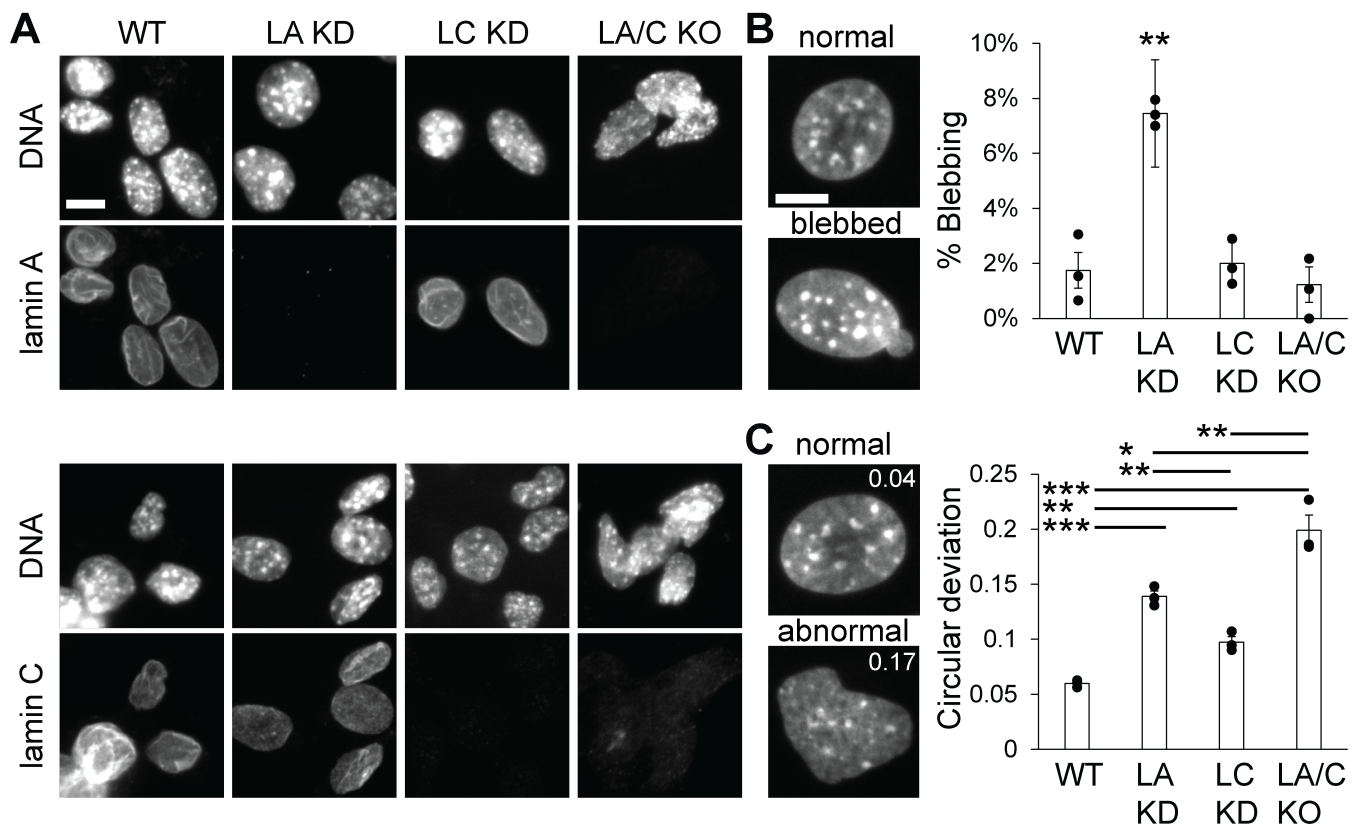 A
WT
LA KD
LC KD
LA/C KO
DNA
lamin A
DNA
lamin C
B
normal
blebbed
10%
8%
6%
4%
2%
0%
% Blebbing
**
WT
LA
KD
LC
KD
LA/C
KO
C
normal
0.04
abnormal
0.17
0.25
0.2
0.15
0.1
0.05
0
Circular deviation
**
*
**
***
**
***
WT
LA
KD
LC
KD
LA/C
KO